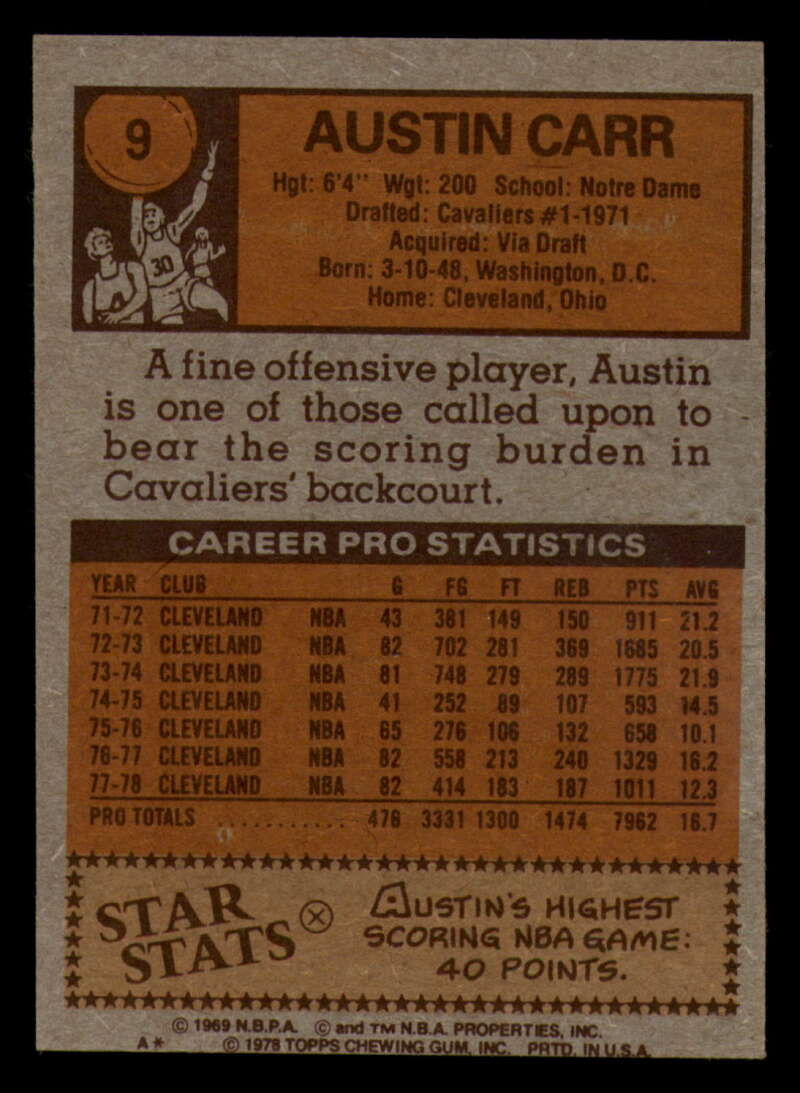 9
AUSTIN CARR
Hgt: 6'4" Wgt: 200 School: Notre Dame
Drafted: Cavaliers #1-1971
Acquired: Via Draft
Born: 3-10-48, Washington, D.C.
Home: Cleveland, Ohio
30
A fine offensive player, Austin
is one of those called upon to
bear the scoring burden in
Cavaliers' backcourt.
CAREER PRO STATISTICS
YEAR CLUB G FG FT REB PTS AVG
71-72 CLEVELAND NBA 43 381 149 150 911 21.2
72-73 CLEVELAND NBA 82 702 281 369 1685 20.5
73-74 CLEVELAND NBA 81 748 279 289 1775 21.9
74-75 CLEVELAND NBA 41 252 89 107 593 14.5
75-76 CLEVELAND NBA 65 276 106 132 658 10.1
76-77 CLEVELAND NBA 82 558 213 240 1329 16.2
77-78 CLEVELAND NBA 82 414 183 187 1011 12.3
PRO TOTALS ........... 476 3331 1300 1474 7962 16.7
STAR
STATS
AUSTIN'S HIGHEST
SCORING NBA GAME:
40 POINTS.
© 1969 N.B.P.A. © and TM N.B.A. PROPERTIES, INC.
A* © 1978 TOPPS CHEWING GUM, INC. PRTD. IN U.S.A.